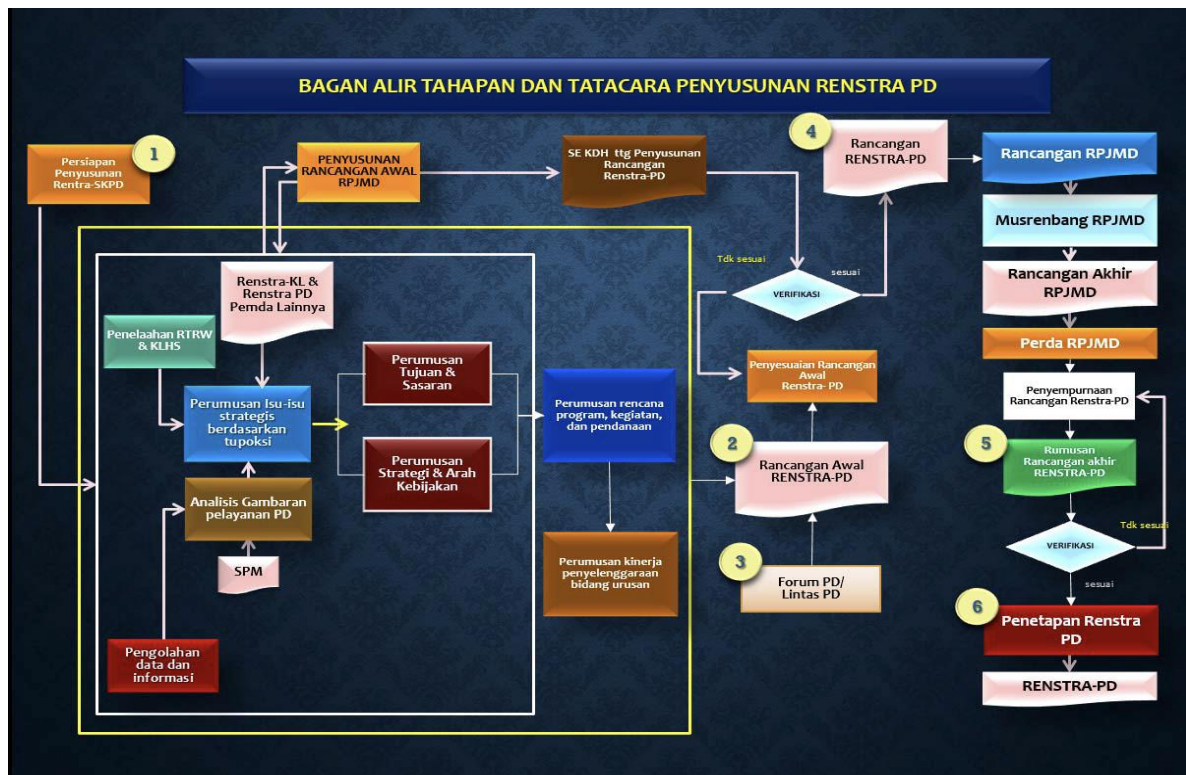 BAGAN ALIR TAHAPAN DAN TATACARA PENYUSUNAN RENSTRA PD
1
Persiapan
Penyusunan
Rentra-SKPD
PENYUSUNAN
RANCANGAN AWAL
RPJMD
SE KDH ttg Penyusunan
Rancangan
Renstra-PD
4
Rancangan
RENSTRA-PD
Rancangan RPJMD
Musrenbang RPJMD
Rancangan Akhir
RPJMD
Perda RPJMD
Penyempurnaan
Rancangan Renstra-PD
5
Rumusan
Rancangan akhir
RENSTRA-PD
Tdk sesuai
VERIFIKASI
sesuai
6
Penetapan Renstra
PD
RENSTRA-PD
Tdk sesuai
sesuai
VERIFIKASI
Penyesuaian Rancangan
Awal
Renstra- PD
2
Rancangan Awal
RENSTRA-PD
3
Forum PD/
Lintas PD
Renstra-KL &
Renstra PD
Pemda Lainnya
Penelaahan RTRW
& KLHS
Perumusan Isu-isu
strategis
berdasarkan
tupoksi
Analisis Gambaran
pelayanan PD
SPM
Pengolahan
data dan
informasi
Perumusan
Tujuan &
Sasaran
Perumusan
Strategi & Arah
Kebijakan
Perumusan rencana
program, kegiatan,
dan pendanaan
Perumusan kinerja
penyelenggaraan
bidang urusan